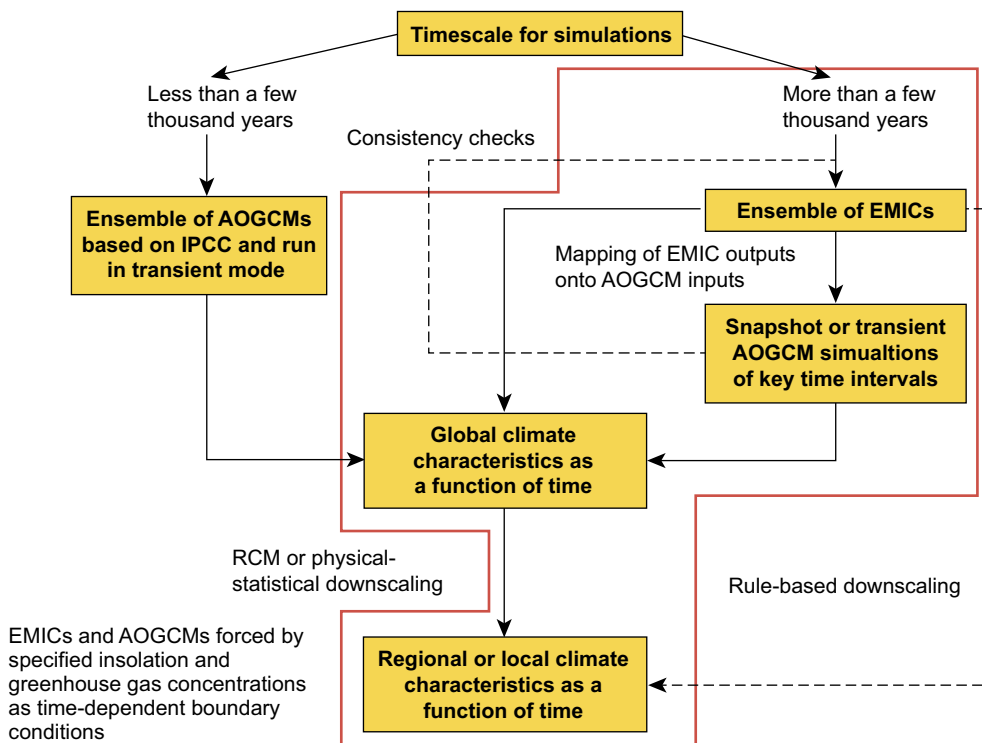 Timescale for simulations
Less than a few
thousand years
More than a few
thousand years
Consistency checks
Ensemble of AOGCMs
based on IPCC and run
in transient mode
Ensemble of EMICs
Mapping of EMIC outputs
onto AOGCM inputs
Snapshot or transient
AOGCM simualtions
of key time intervals
Global climate
characteristics as
a function of time
RCM or physical-
statistical downscaling
Rule-based downscaling
EMICs and AOGCMs forced by
specified insolation and
greenhouse gas concentrations
as time-dependent boundary
conditions
Regional or local climate
characteristics as a
function of time